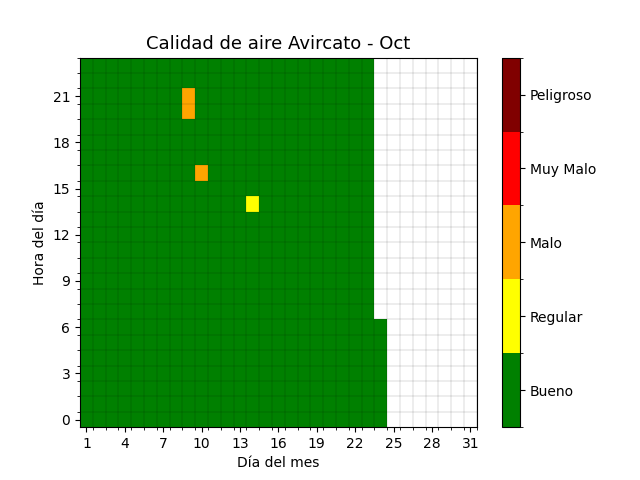 Calidad de aire Avircato - Oct
Hora del día
21
18
15
12
9
6
3
0
1 4 7 10 13 16 19 22 25 28 31
Día del mes
Peligroso
Muy Malo
Malo
Regular
Bueno